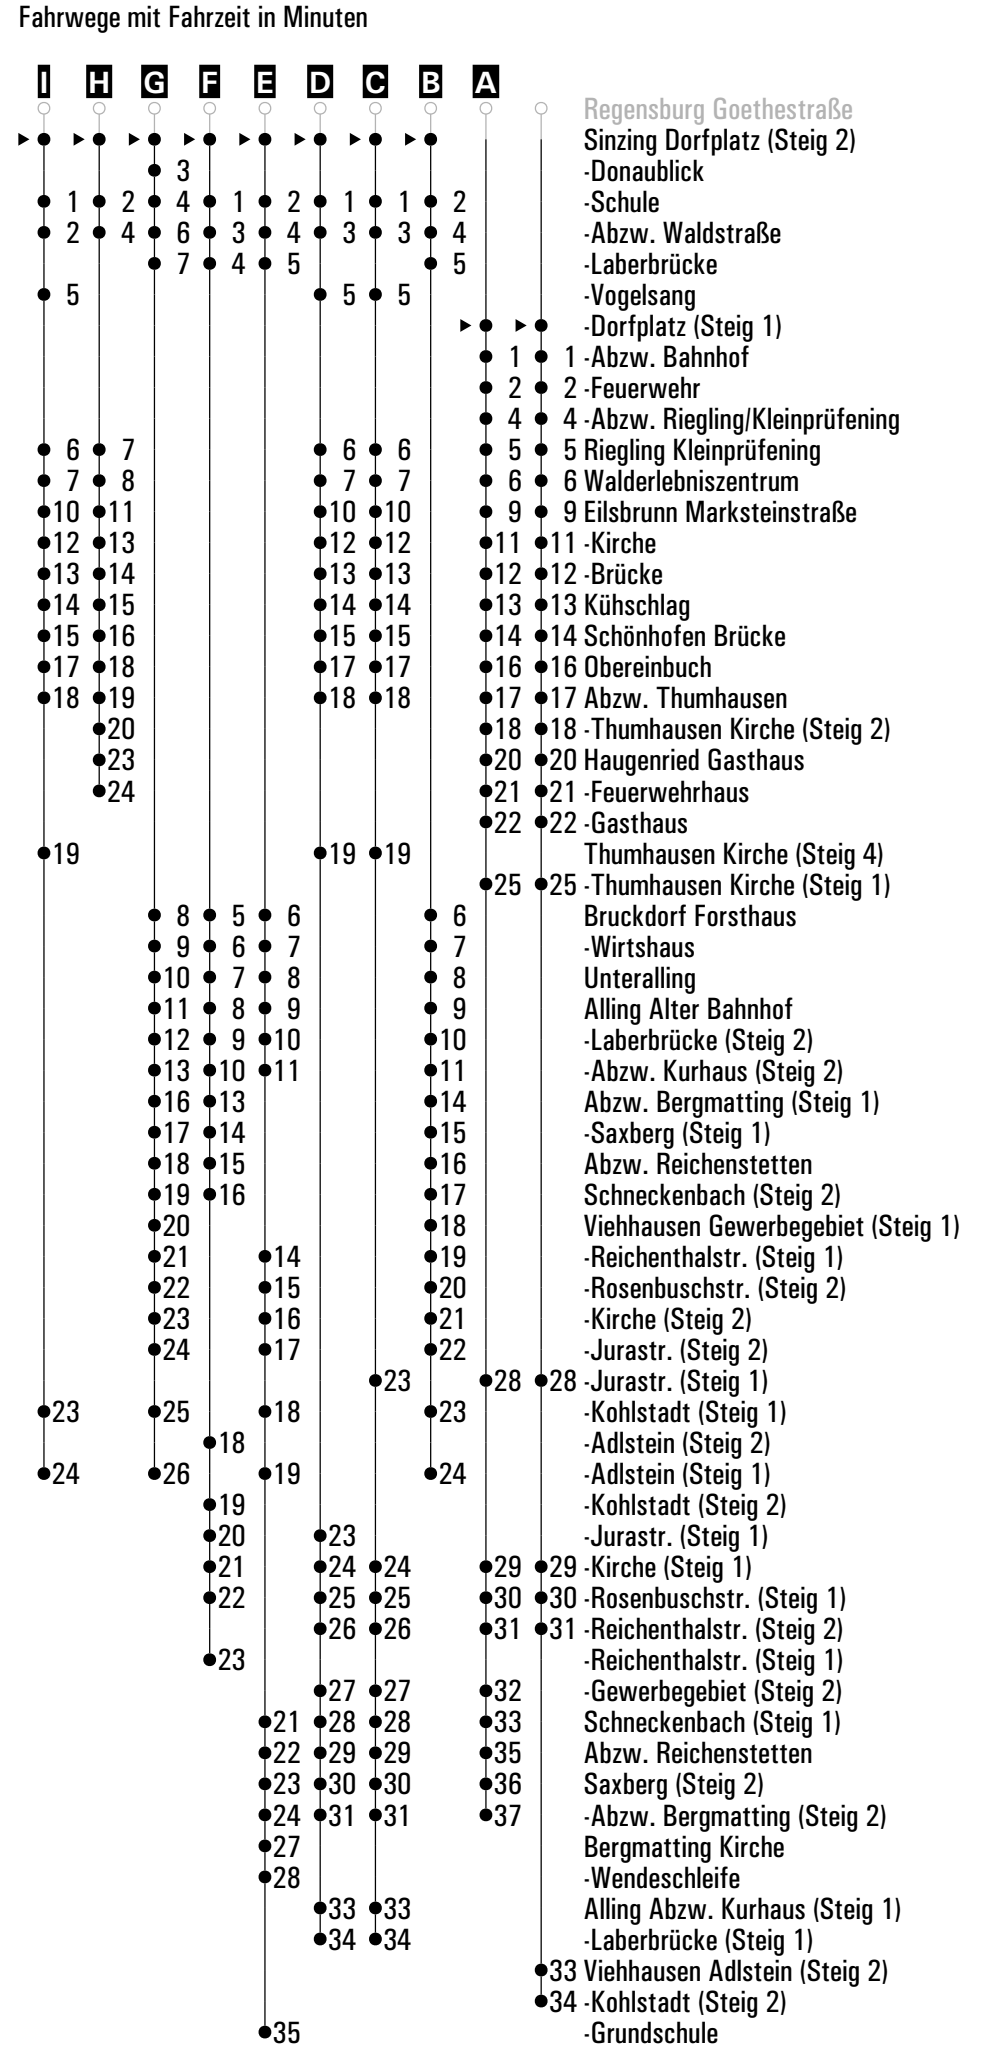 Fahrwege mit Fahrzeit in Minuten
I H G F E D C B A
Regensburg Goethestraße
Sinzing Dorfplatz (Steig 2)
3 -Donaublick
1 2 4 1 2 1 1 2 -Schule
2 4 6 3 4 3 3 4 -Abzw. Waldstraße
7 4 5 5 -Laberbrücke
5 5 5 -Vogelsang
-Dorfplatz (Steig 1)
1 1 -Abzw. Bahnhof
2 2 -Feuerwehr
4 4 -Abzw. Riegling/Kleinprüfening
6 7 6 6 5 5 Riegling Kleinprüfening
7 8 7 7 6 6 Walderlebniszentrum
10 11 10 10 9 9 Eilsbrunn Marksteinstraße
12 13 12 12 11 11 -Kirche
13 14 13 13 12 12 -Brücke
14 15 14 14 13 13 Kühschlag
15 16 15 15 14 14 Schönhofen Brücke
17 18 17 17 16 16 Obereinbuch
18 19 18 18 17 17 Abzw. Thumhausen
20 18 18 -Thumhausen Kirche (Steig 2)
23 20 20 Haugenried Gasthaus
24 21 21 -Feuerwehrhaus
22 22 -Gasthaus
19 19 19 Thumhausen Kirche (Steig 4)
25 25 -Thumhausen Kirche (Steig 1)
8 5 6 6 Bruckdorf Forsthaus
9 6 7 7 -Wirtshaus
10 7 8 8 Unteralling
11 8 9 9 Alling Alter Bahnhof
12 9 10 10 -Laberbrücke (Steig 2)
13 10 11 11 -Abzw. Kurhaus (Steig 2)
16 13 14 Abzw. Bergmatting (Steig 1)
17 14 15 -Saxberg (Steig 1)
18 15 16 Abzw. Reichenstetten
19 16 17 Schneckenbach (Steig 2)
20 18 Viehhausen Gewerbegebiet (Steig 1)
21 14 19 -Reichenthalstr. (Steig 1)
22 15 20 -Rosenbuschstr. (Steig 2)
23 16 21 -Kirche (Steig 2)
24 17 22 -Jurastr. (Steig 2)
23 28 28 -Jurastr. (Steig 1)
23 25 18 23 -Kohlstadt (Steig 1)
18 -Adlstein (Steig 2)
24 26 19 24 -Adlstein (Steig 1)
19 -Kohlstadt (Steig 2)
20 23 -Jurastr. (Steig 1)
21 24 24 29 29 -Kirche (Steig 1)
22 25 25 30 30 -Rosenbuschstr. (Steig 1)
26 26 31 31 -Reichenthalstr. (Steig 2)
23 -Reichenthalstr. (Steig 1)
27 27 32 -Gewerbegebiet (Steig 2)
21 28 28 33 Schneckenbach (Steig 1)
22 29 29 35 Abzw. Reichenstetten
23 30 30 36 Saxberg (Steig 2)
24 31 31 37 -Abzw. Bergmatting (Steig 2)
27 Bergmatting Kirche
28 -Wendeschleife
33 33 Alling Abzw. Kurhaus (Steig 1)
34 34 -Laberbrücke (Steig 1)
33 Viehhausen Adlstein (Steig 2)
34 -Kohlstadt (Steig 2)
35 -Grundschule